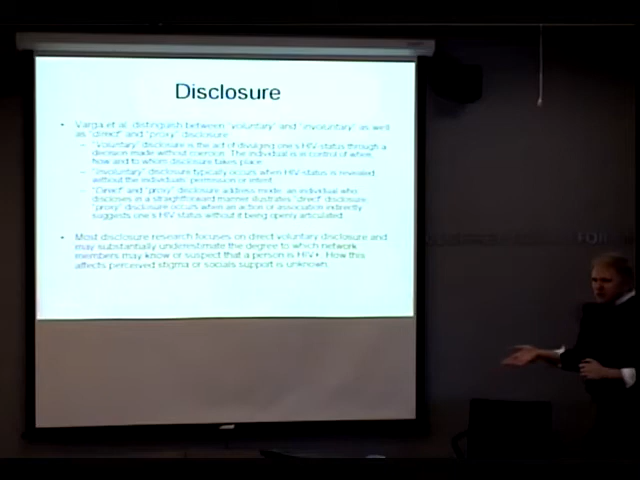 Disclosure
• Varga et al. distinguish between "voluntary" and "involuntary" as well
as "direct" and "proxy" disclosure.
– "Voluntary" disclosure is the act of divulging one's HIV status through a
decision made without coercion. The individual is in control of when
how and to whom disclosure takes place.
– "Involuntary" disclosure typically occurs when HIV status is revealed
without the individuals' permission or intent.
– "Direct" and "proxy" disclosure address mode: an individual who
discloses in a straightforward manner illustrates "direct" disclosure.
"proxy" disclosure occurs when an action or association indirectly
suggests one's HIV status without it being openly articulated.
• Most disclosure research focuses on direct voluntary disclosure and
may substantially underestimate the degree to which network
members may know or suspect that a person is HIV+. How this
affects perceived stigma or socials support is unknown.
FOR